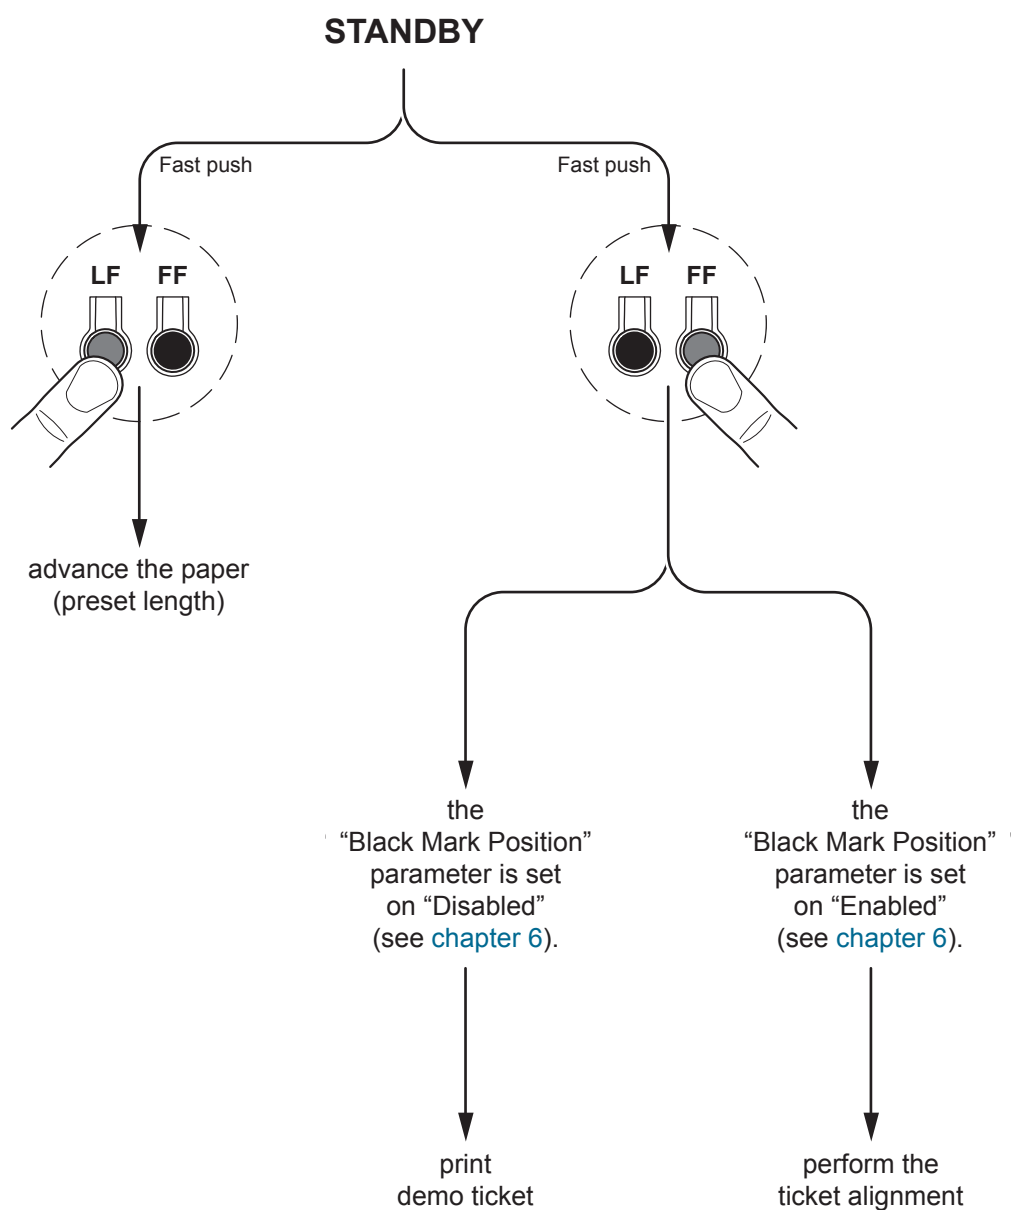 STANDBY
Fast push
Fast push
LF FF
LF FF
advance the paper
(preset length)
the
“Black Mark Position”
parameter is set
on “Disabled”
(see chapter 6).
the
“Black Mark Position”
parameter is set
on “Enabled”
(see chapter 6).
print
demo ticket
perform the
ticket alignment